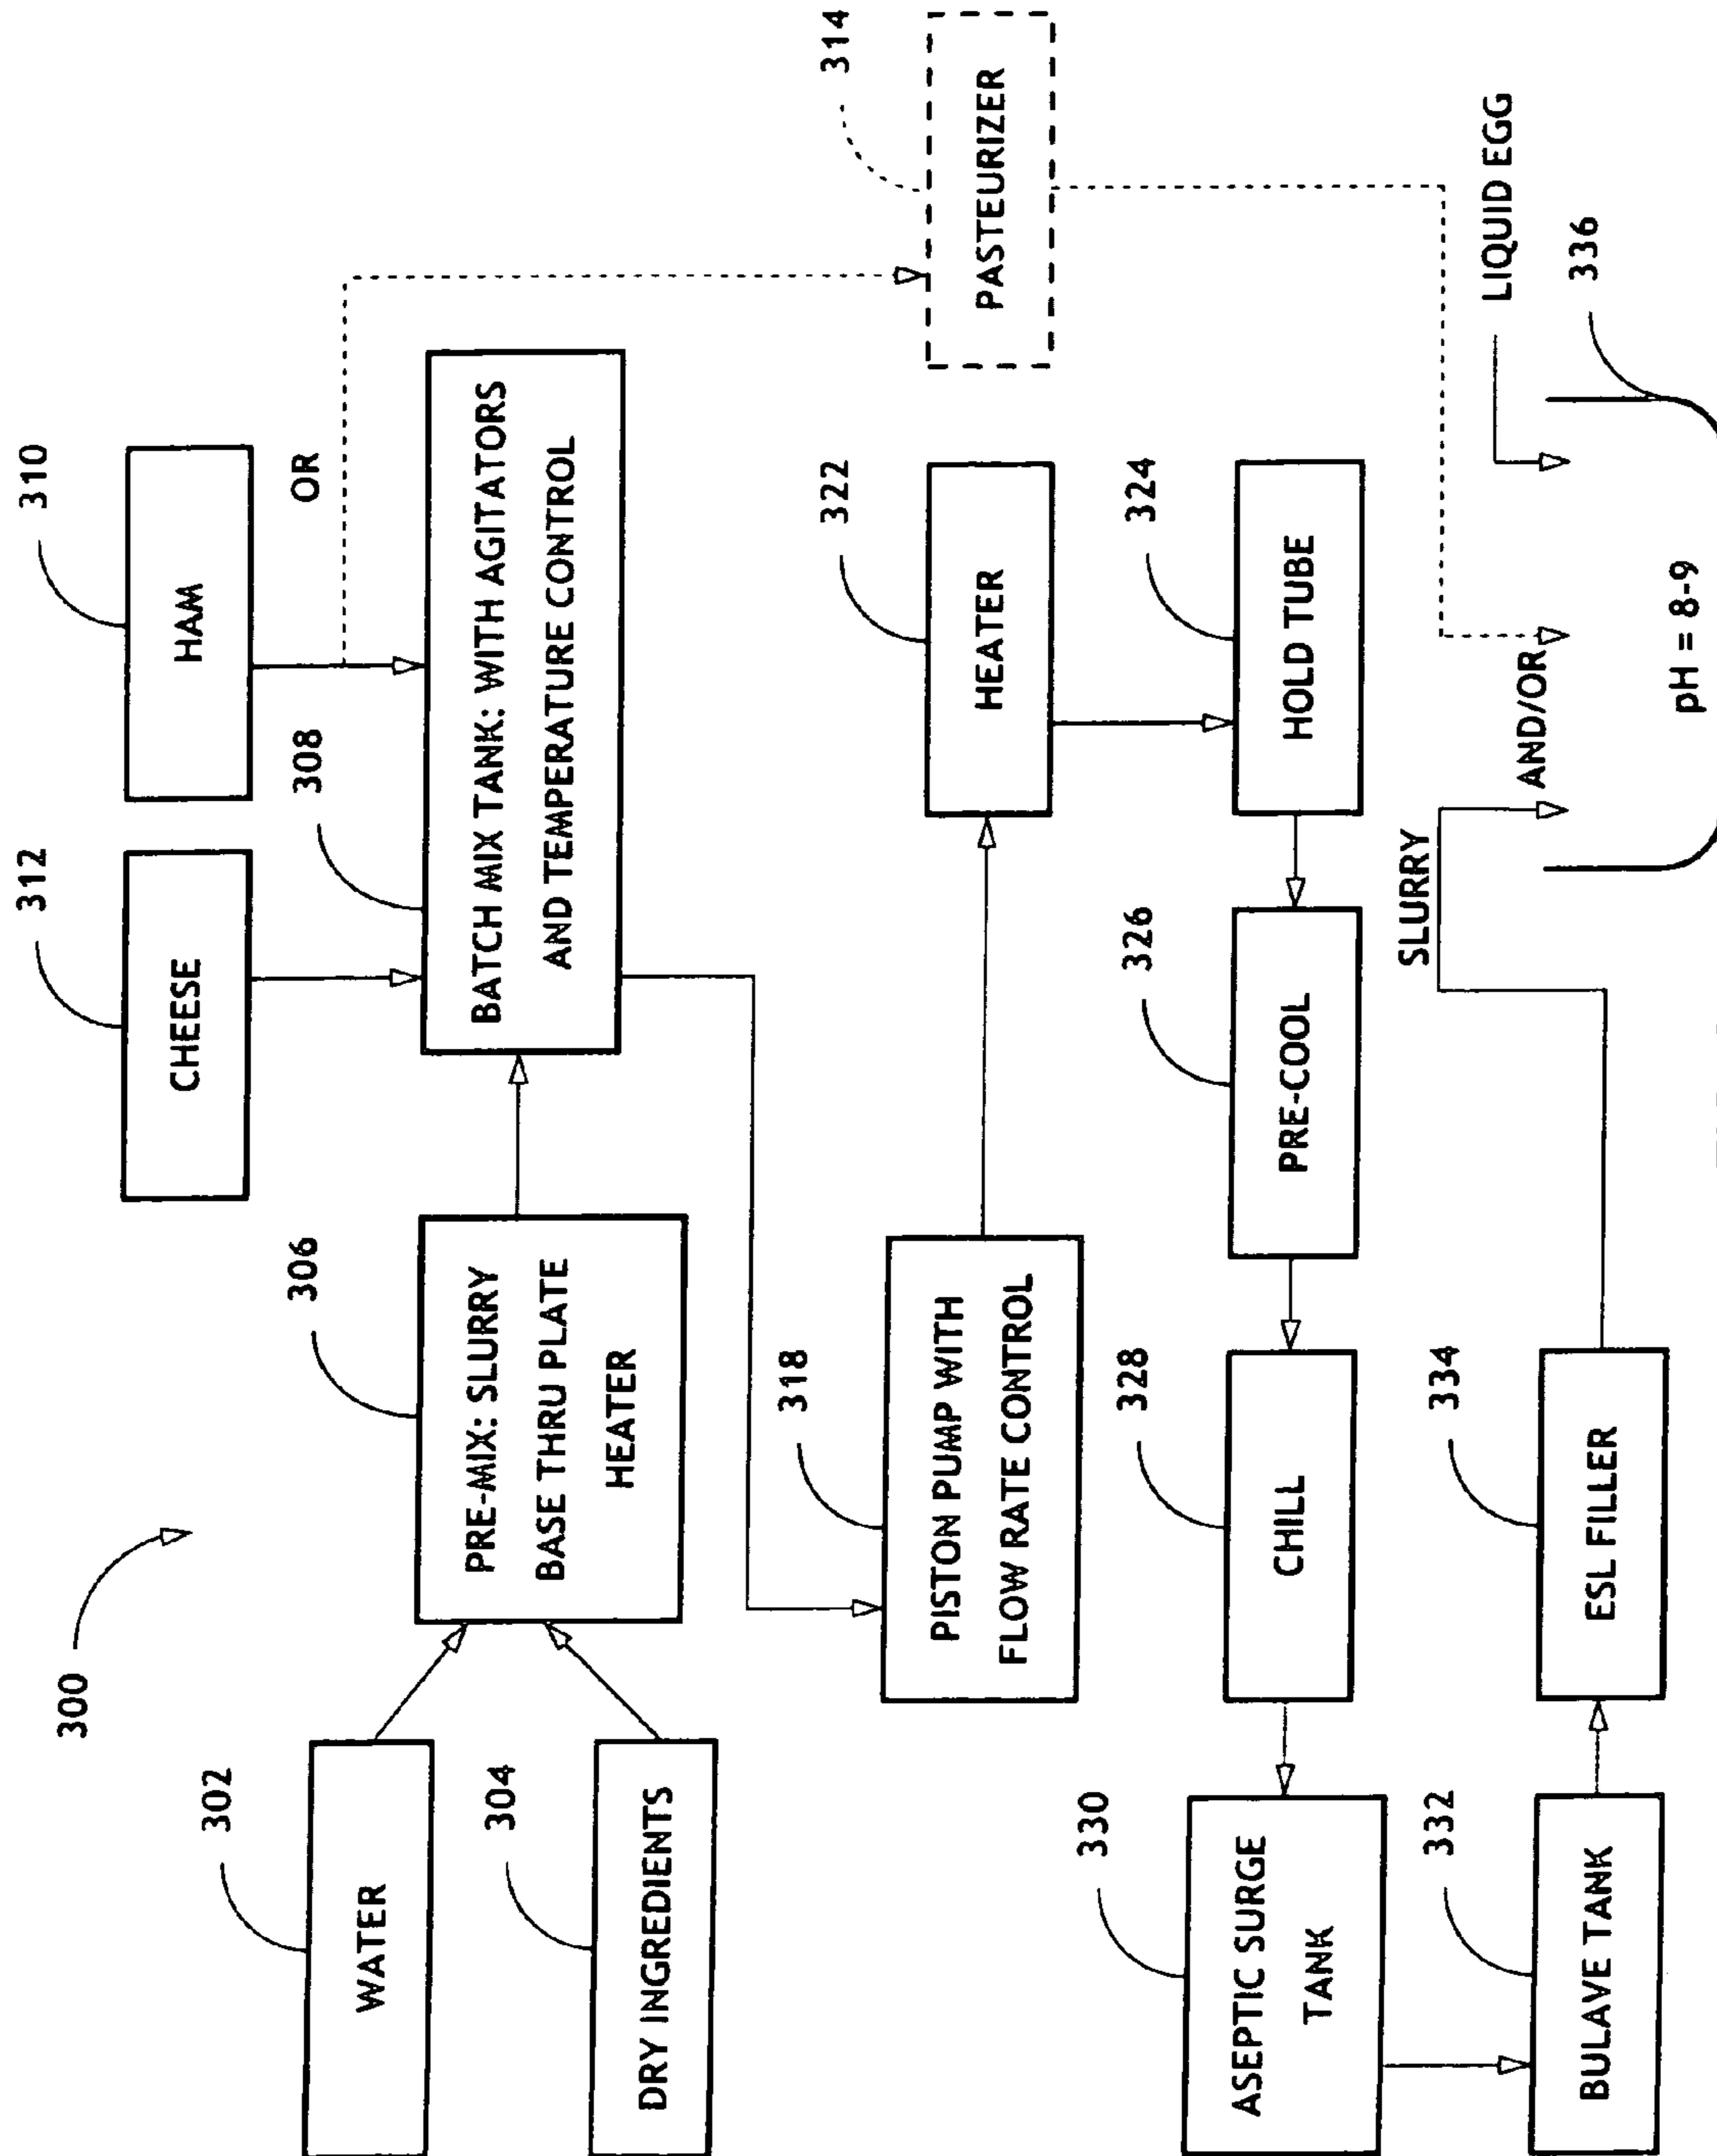 300
302
WATER
304
DRY INGREDIENTS
306
PRE-MIX: SLURRY
BASE THRU PLATE
HEATER
312
CHEESE
310
HAM
OR
308
BATCH MIX TANK: WITH AGITATORS
AND TEMPERATURE CONTROL
314
PASTEURIZER
318
PISTON PUMP WITH
FLOW RATE CONTROL
322
HEATER
324
HOLD TUBE
326
PRE-COOL
328
CHILL
330
ASEPTIC SURGE
TANK
332
BULAVE TANK
334
ESL FILLER
SLURRY
AND/OR
LIQUID EGG
336
pH = 8-9